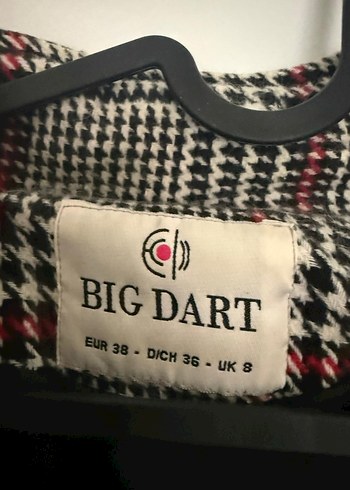 BIG DART
EUR 38 - D/CH 36 - UK 8